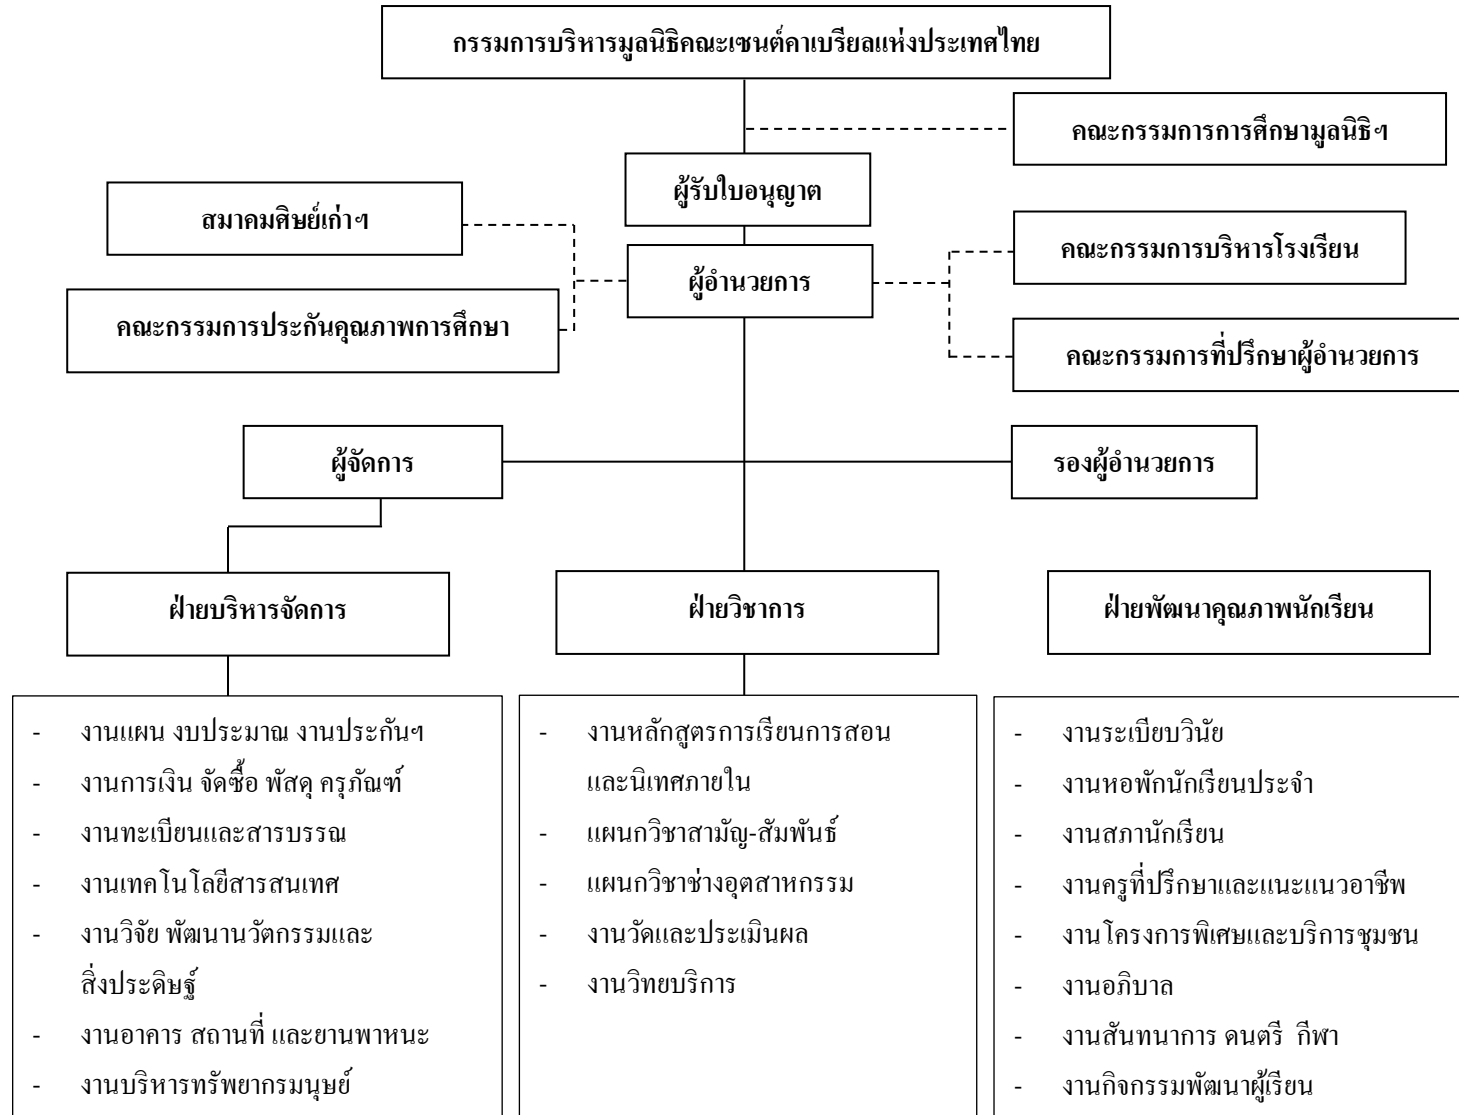 กรรมการบริหารมูลนิธิคณะเซนต์คาเบรียลแห่งประเทศไทย
คณะกรรมการการศึกษามูลนิธิฯ
ผู้รับใบอนุญาต
สมาคมศิษย์เก่าฯ
คณะกรรมการบริหารโรงเรียน
ผู้อำนวยการ
คณะกรรมการประกันคุณภาพการศึกษา
คณะกรรมการที่ปรึกษาผู้อำนวยการ
ผู้จัดการ
รองผู้อำนวยการ
ฝ่ายบริหารจัดการ
ฝ่ายวิชาการ
ฝ่ายพัฒนาคุณภาพนักเรียน
- งานแผน งบประมาณ งานประกันฯ
- งานการเงิน จัดซื้อ พัสดุ ครุภัณฑ์
- งานทะเบียนและสารบรรณ
- งานเทคโนโลยีสารสนเทศ
- งานวิจัย พัฒนานวัตกรรมและ
สิ่งประดิษฐ์
- งานอาคาร สถานที่ และยานพาหนะ
- งานบริหารทรัพยากรมนุษย์
- งานหลักสูตรการเรียนการสอน
และนิเทศภายใน
- แผนกวิชาสามัญ-สัมพันธ์
- แผนกวิชาช่างอุตสาหกรรม
- งานวัดและประเมินผล
- งานวิทยบริการ
- งานระเบียบวินัย
- งานหอพักนักเรียนประจำ
- งานสภานักเรียน
- งานครูที่ปรึกษาและแนะแนวอาชีพ
- งานโครงการพิเศษและบริการชุมชน
- งานอภิบาล
- งานสันทนาการ ดนตรี กีฬา
- งานกิจกรรมพัฒนาผู้เรียน